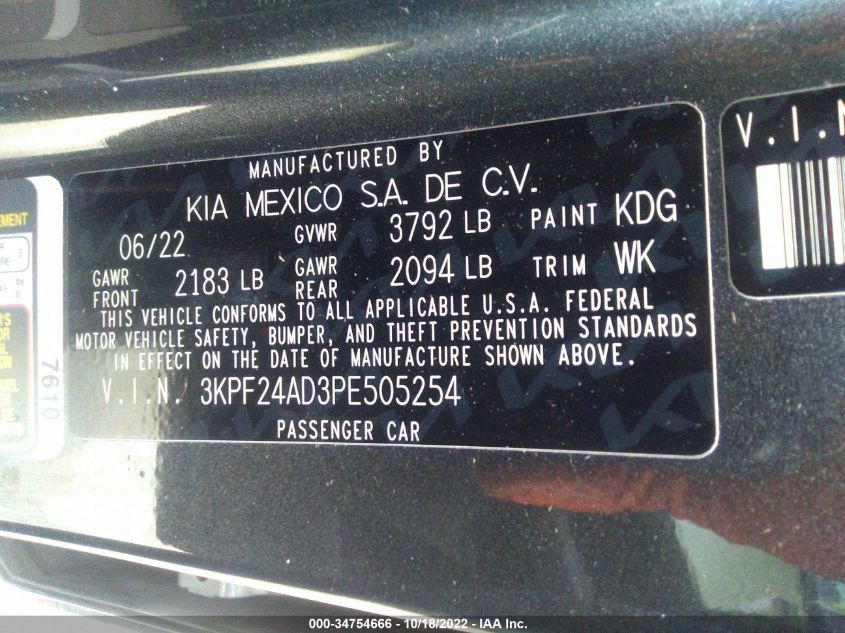 MANUFACTURED BY
KIA MEXICO S.A. DE C.V.
06/22 GVWR 3792 LB PAINT KDG
GAWR FRONT 2183 LB GAWR REAR 2094 LB TRIM WK
THIS VEHICLE CONFORMS TO ALL APPLICABLE U.S.A. FEDERAL
MOTOR VEHICLE SAFETY, BUMPER, AND THEFT PREVENTION STANDARDS
IN EFFECT ON THE DATE OF MANUFACTURE SHOWN ABOVE.
V.I.N. 3KPF24AD3PE505254
PASSENGER CAR
7610
V.I.N
000-34754666 - 10/18/2022 - IAA Inc.